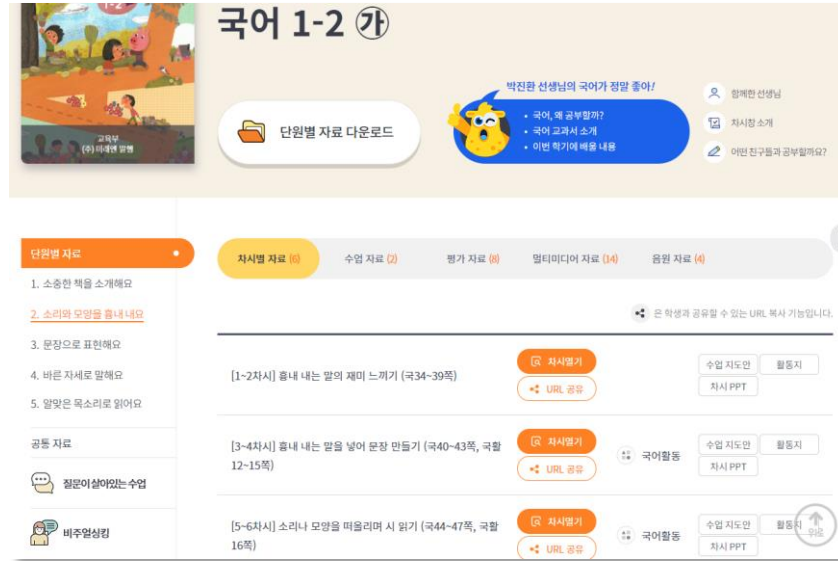 1-2
교육부
(주)미래엔 발행
국어 1-2 ㉮
단원별 자료 다운로드
박진환 선생님의 국어가 정말 좋아!
• 국어, 왜 공부할까?
• 국어 교과서 소개
• 이번 학기에 배울 내용
함께한 선생님
차시창 소개
어떤 친구들과 공부할까요?
단원별 자료
1. 소중한 책을 소개해요
2. 소리와 모양을 흉내 내요
3. 문장으로 표현해요
4. 바른 자세로 말해요
5. 알맞은 목소리로 읽어요
공통 자료
질문이 살아있는 수업
비주얼싱킹
차시별 자료 (6)
수업 자료 (2)
평가 자료 (8)
멀티미디어 자료 (14)
음원 자료 (4)
은 학생과 공유할 수 있는 URL 복사 기능입니다.
[1~2차시] 흉내 내는 말의 재미 느끼기 (국34~39쪽)
차시열기
URL 공유
수업 지도안
활동지
차시 PPT
[3~4차시] 흉내 내는 말을 넣어 문장 만들기 (국40~43쪽, 국활
12~15쪽)
차시열기
URL 공유
국어활동
수업 지도안
활동지
차시 PPT
[5~6차시] 소리나 모양을 떠올리며 시 읽기 (국44~47쪽, 국활
16쪽)
차시열기
URL 공유
국어활동
수업 지도안
활동지
차시 PPT
위로